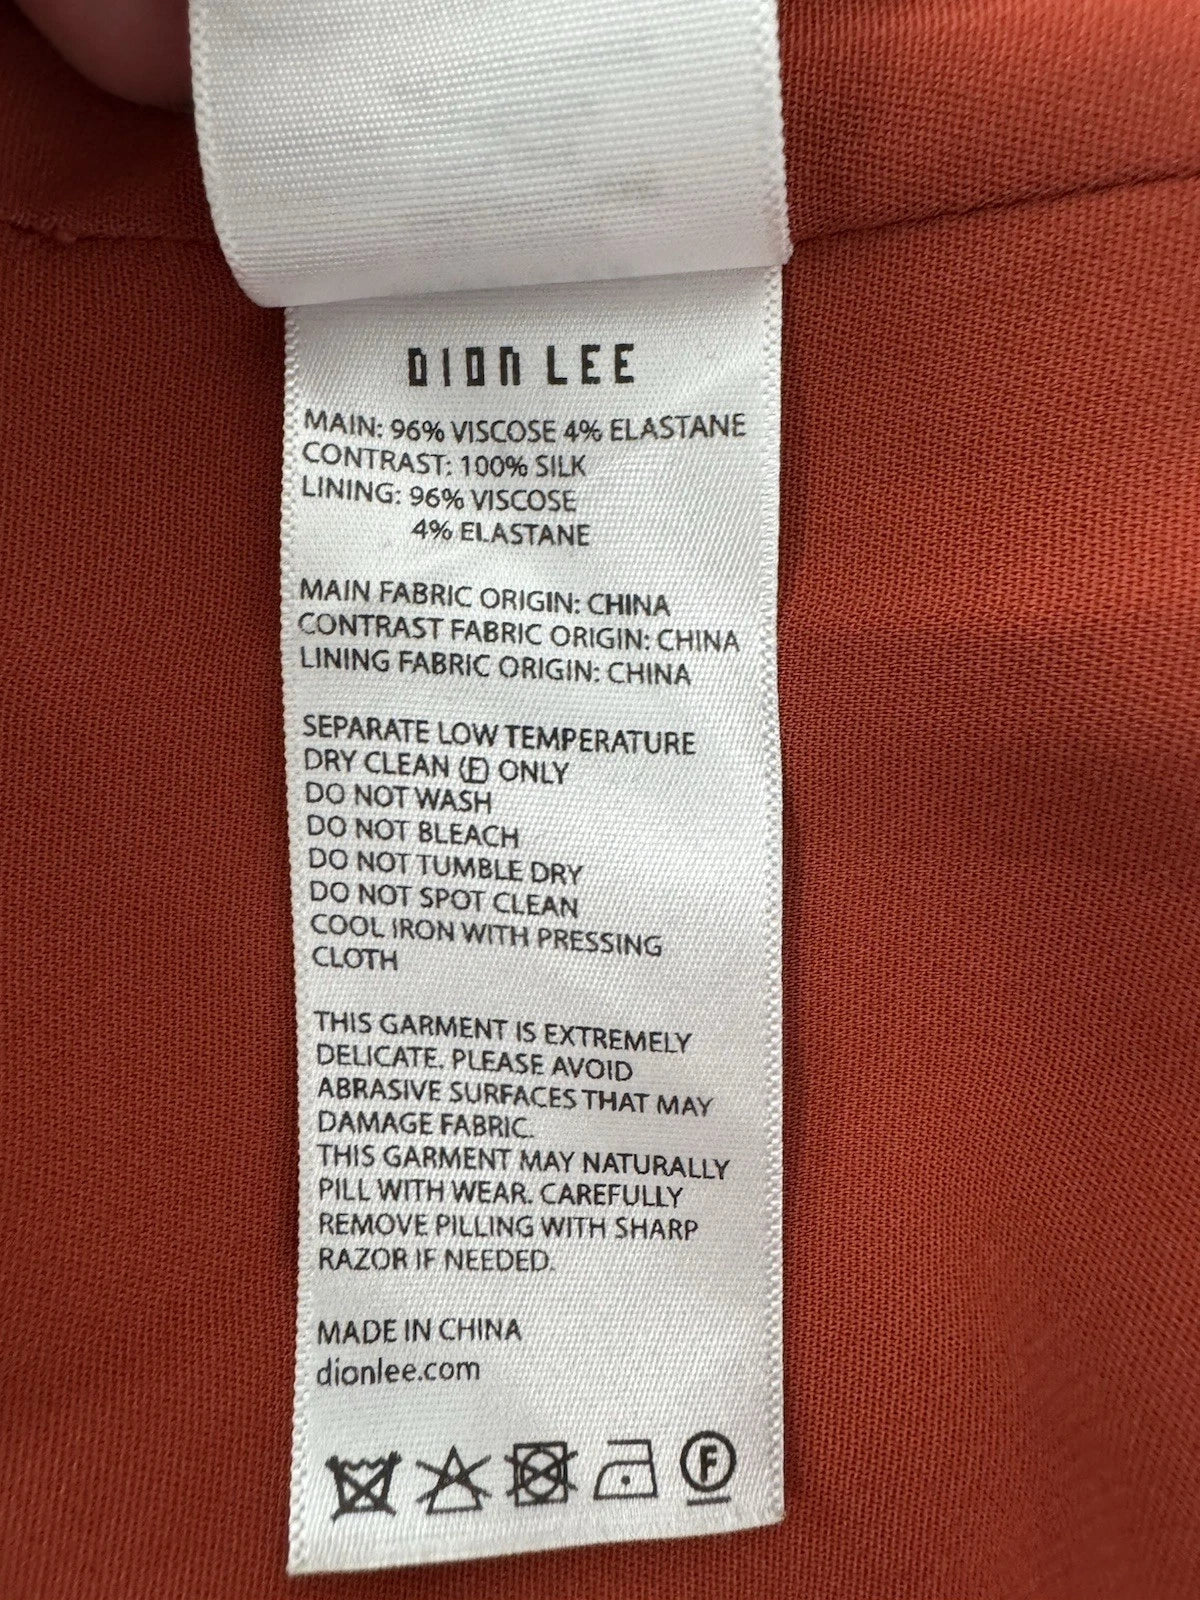 DION LEE
MAIN: 96% VISCOSE 4% ELASTANE
CONTRAST: 100% SILK
LINING: 96% VISCOSE
4% ELASTANE
MAIN FABRIC ORIGIN: CHINA
CONTRAST FABRIC ORIGIN: CHINA
LINING FABRIC ORIGIN: CHINA
SEPARATE LOW TEMPERATURE
DRY CLEAN (F) ONLY
DO NOT WASH
DO NOT BLEACH
DO NOT TUMBLE DRY
DO NOT SPOT CLEAN
COOL IRON WITH PRESSING
CLOTH
THIS GARMENT IS EXTREMELY
DELICATE. PLEASE AVOID
ABRASIVE SURFACES THAT MAY
DAMAGE FABRIC.
THIS GARMENT MAY NATURALLY
PILL WITH WEAR. CAREFULLY
REMOVE PILLING WITH SHARP
RAZOR IF NEEDED.
MADE IN CHINA
dionlee.com
F